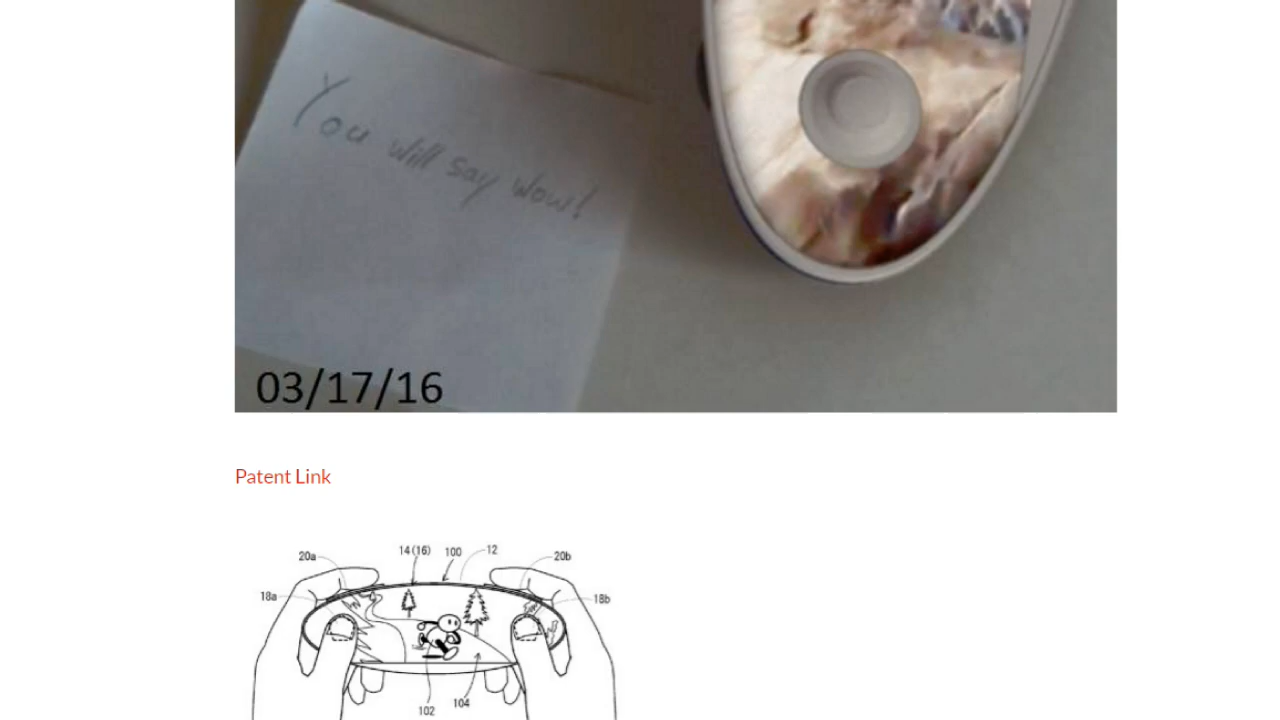 You will say Wow!
03/17/16
Patent Link
14(16) 100 12
20a 20b
18a 18b
104
102